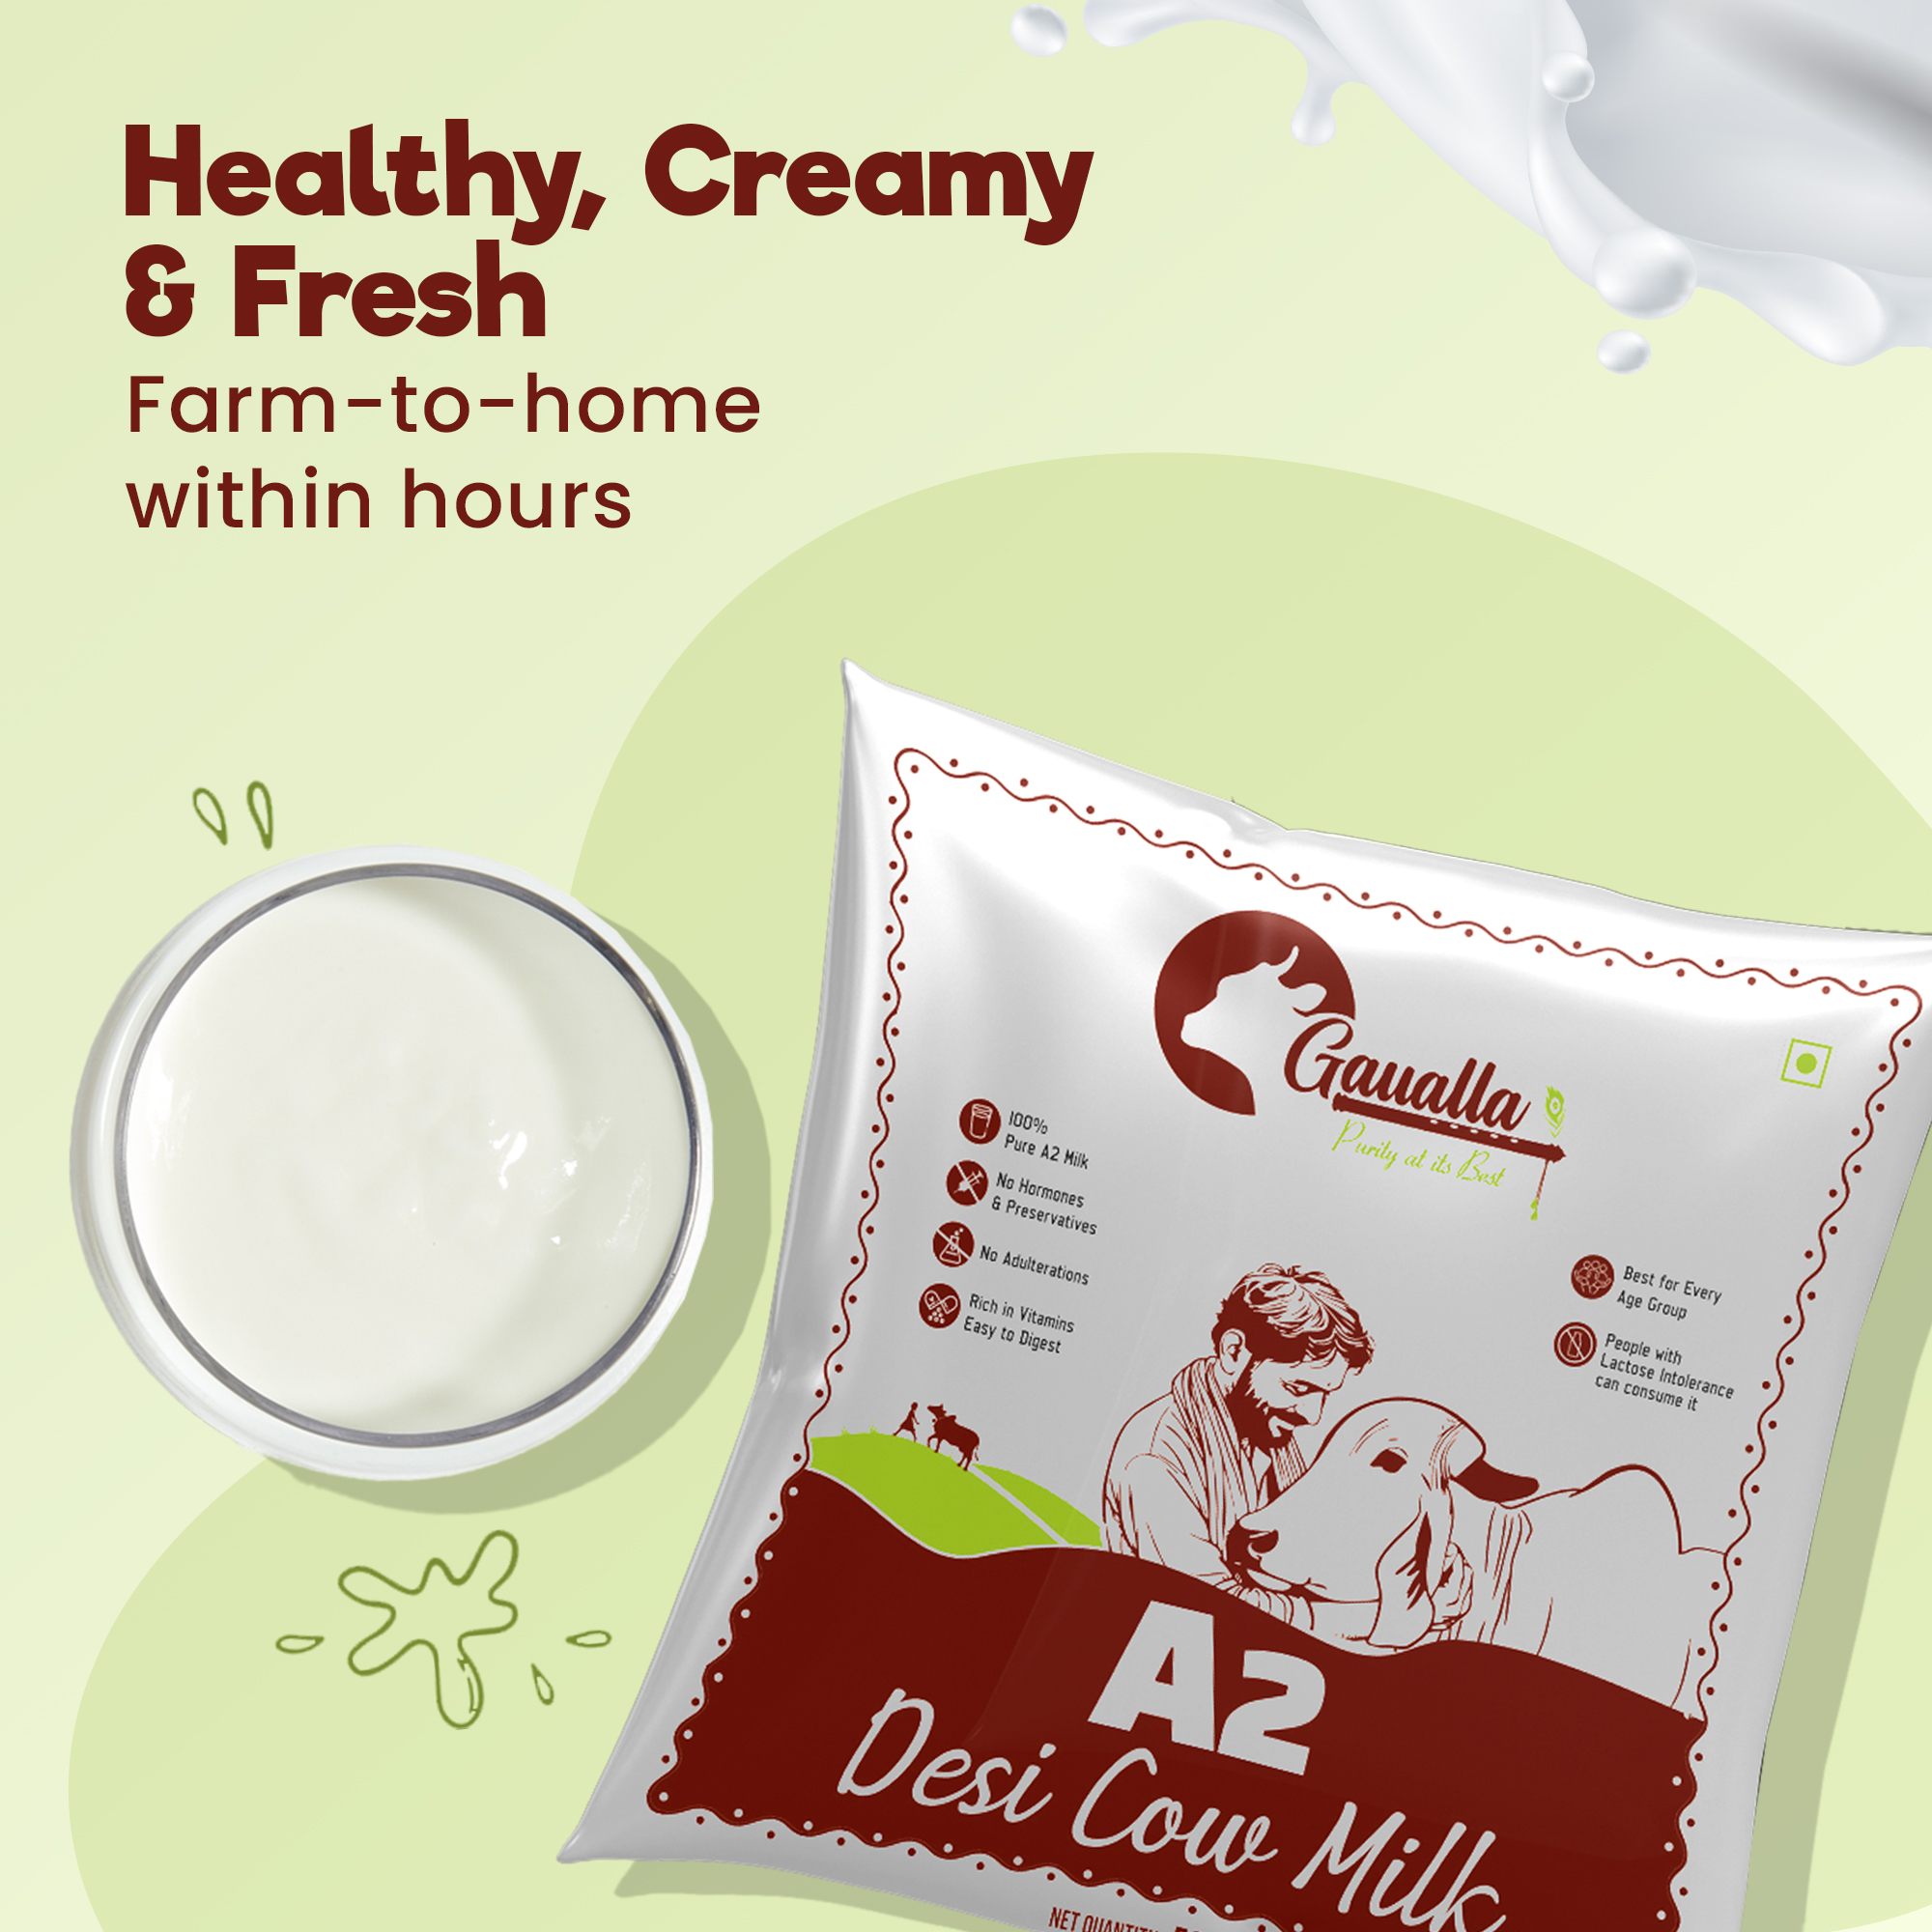 Healthy, Creamy
& Fresh
Farm-to-home
within hours
Gaualla
Purity at its Best
100%
Pure A2 Milk
No Hormones
& Preservatives
No Adulterations
Rich in Vitamins
Easy to Digest
Best for Every
Age Group
People with
Lactose Intolerance
can consume it
A2
Desi Cow Milk
NET QUANTITY